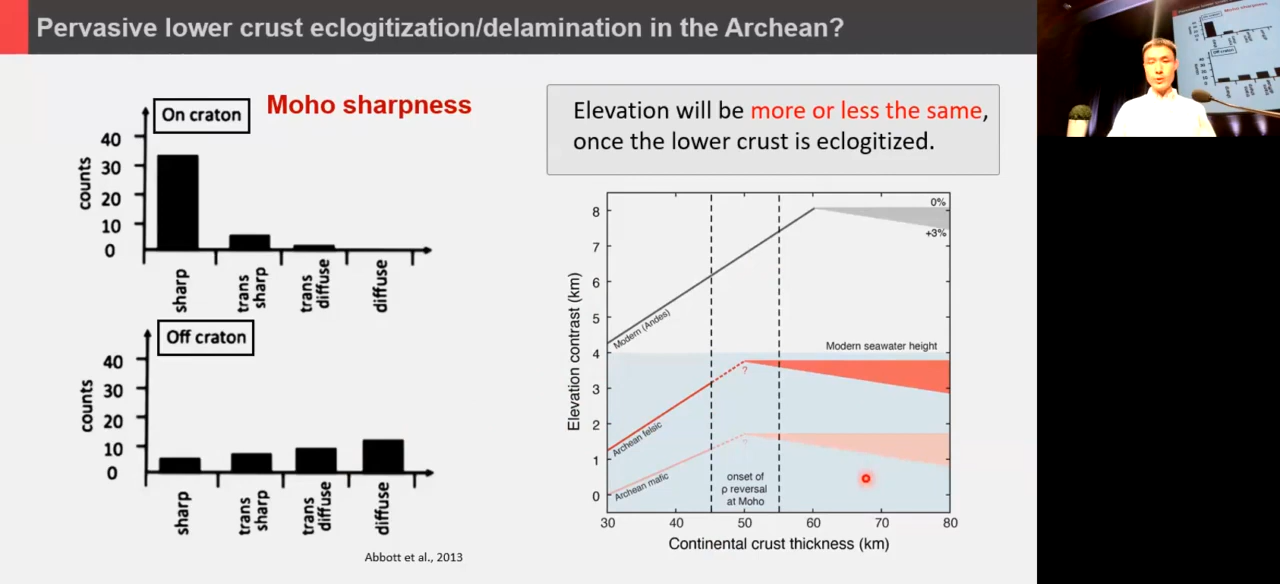 Pervasive lower crust eclogitization/delamination in the Archean?
On craton
Moho sharpness
counts
40
30
20
10
0
sharp
trans
sharp
trans
diffuse
diffuse
Off craton
counts
40
30
20
10
0
sharp
trans
sharp
trans
diffuse
diffuse
Abbott et al., 2013
Elevation will be more or less the same,
once the lower crust is eclogitized.
Elevation contrast (km)
8
7
6
5
4
3
2
1
0
0%
+3%
Modern (Andes)
Modern seawater height
?
Archean felsic
?
Archean mafic
onset of
ρ reversal
at Moho
30
40
50
60
70
80
Continental crust thickness (km)